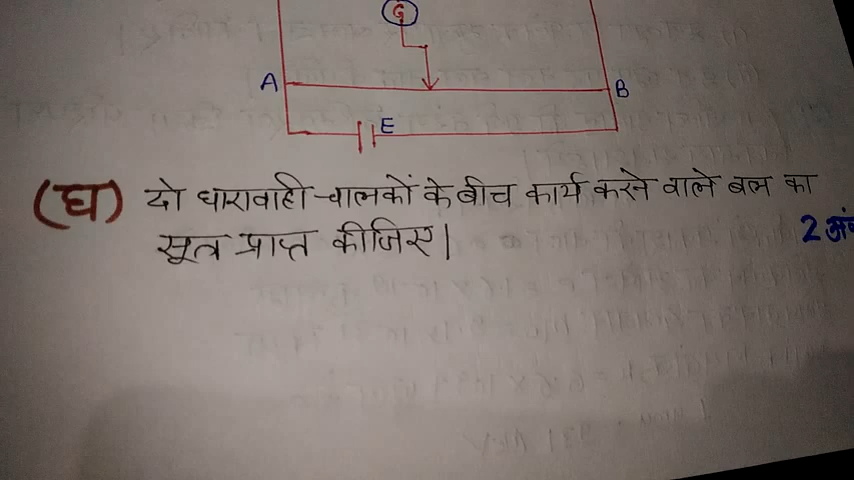 G
A
B
E
(घ) दो धारावाही चालकों के बीच कार्य करने वाले बल का
सूत्र प्राप्त कीजिए।
2 अंक